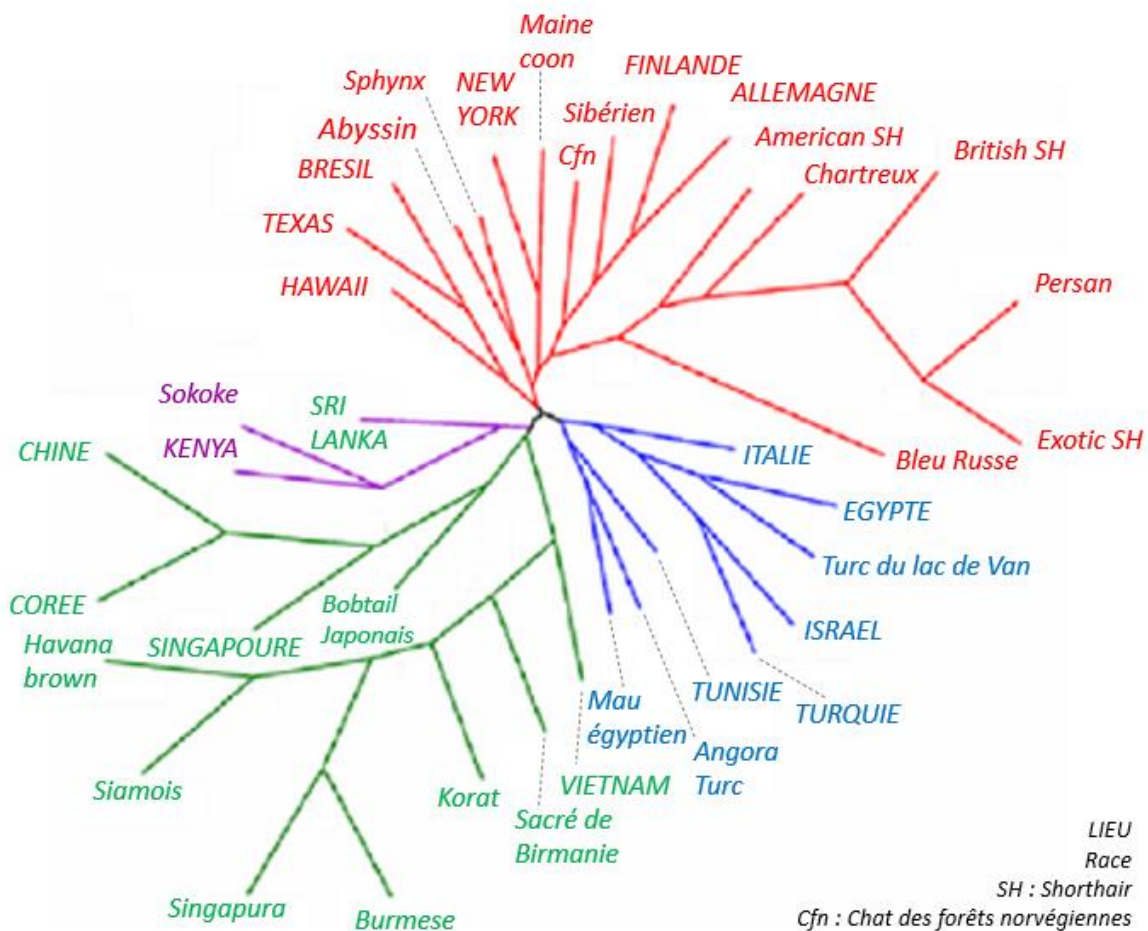 Maine
coon
FINLANDE
Sphynx
NEW
YORK
Sibérien
ALLEMAGNE
Abyssin
Cfn
American SH
British SH
BRESIL
Chartreux
TEXAS
HAWAII
Persan
Sokoke
SRI
LANKA
KENYA
CHINE
ITALIE
Bleu Russe
Exotic SH
EGYPTE
Turc du lac de Van
COREE
Bobtail
Japonais
ISRAEL
Havana
brown
SINGAPOURE
Mau
égyptien
TUNISIE
TURQUIE
Angora
Turc
Siamois
Korat
VIETNAM
Sacré de
Birmanie
Singapura
Burmese
LIEU
Race
SH : Shorthair
Cfn : Chat des forêts norvégiennes